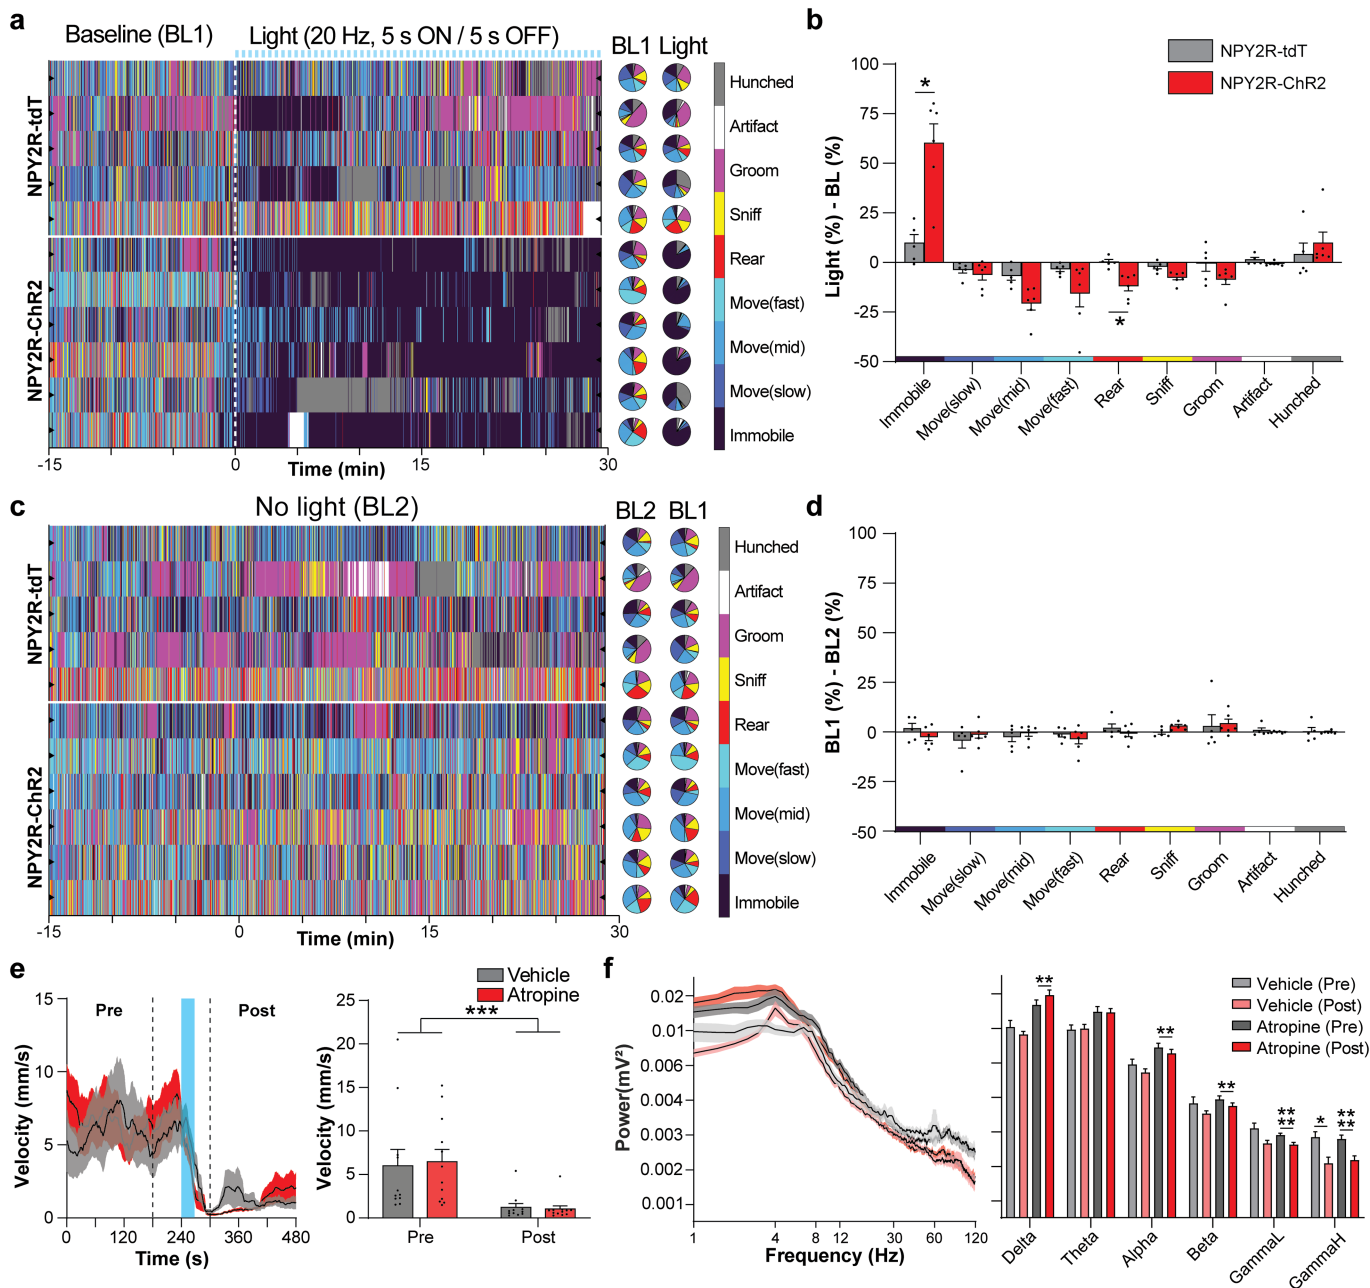 a
Baseline (BL1)
Light (20 Hz, 5 s ON / 5 s OFF)
BL1 Light
NPY2R-tdT
NPY2R-ChR2
Hunched
Artifact
Groom
Sniff
Rear
Move(fast)
Move(mid)
Move(slow)
Immobile
-15 0 15 30
Time (min)
b
NPY2R-tdT
NPY2R-ChR2
Light (%) - BL (%)
100
75
50
25
0
-25
-50
*
*
Immobile
Move(slow)
Move(mid)
Move(fast)
Rear
Sniff
Groom
Artifact
Hunched
c
No light (BL2)
BL2 BL1
NPY2R-tdT
NPY2R-ChR2
Hunched
Artifact
Groom
Sniff
Rear
Move(fast)
Move(mid)
Move(slow)
Immobile
-15 0 15 30
Time (min)
d
BL1 (%) - BL2 (%)
100
75
50
25
0
-25
-50
Immobile
Move(slow)
Move(mid)
Move(fast)
Rear
Sniff
Groom
Artifact
Hunched
e
Vehicle
Atropine
Velocity (mm/s)
15
10
5
0
Pre
Post
0 120 240 360 480
Time (s)
Velocity (mm/s)
25
20
15
10
5
0
***
Pre Post
f
Power(mV²)
0.02
0.01
0.006
0.003
0.002
0.001
1 4 8 12 30 60 120
Frequency (Hz)
Vehicle (Pre)
Vehicle (Post)
Atropine (Pre)
Atropine (Post)
**
**
**
**
**
*
**
**
Delta
Theta
Alpha
Beta
GammaL
GammaH